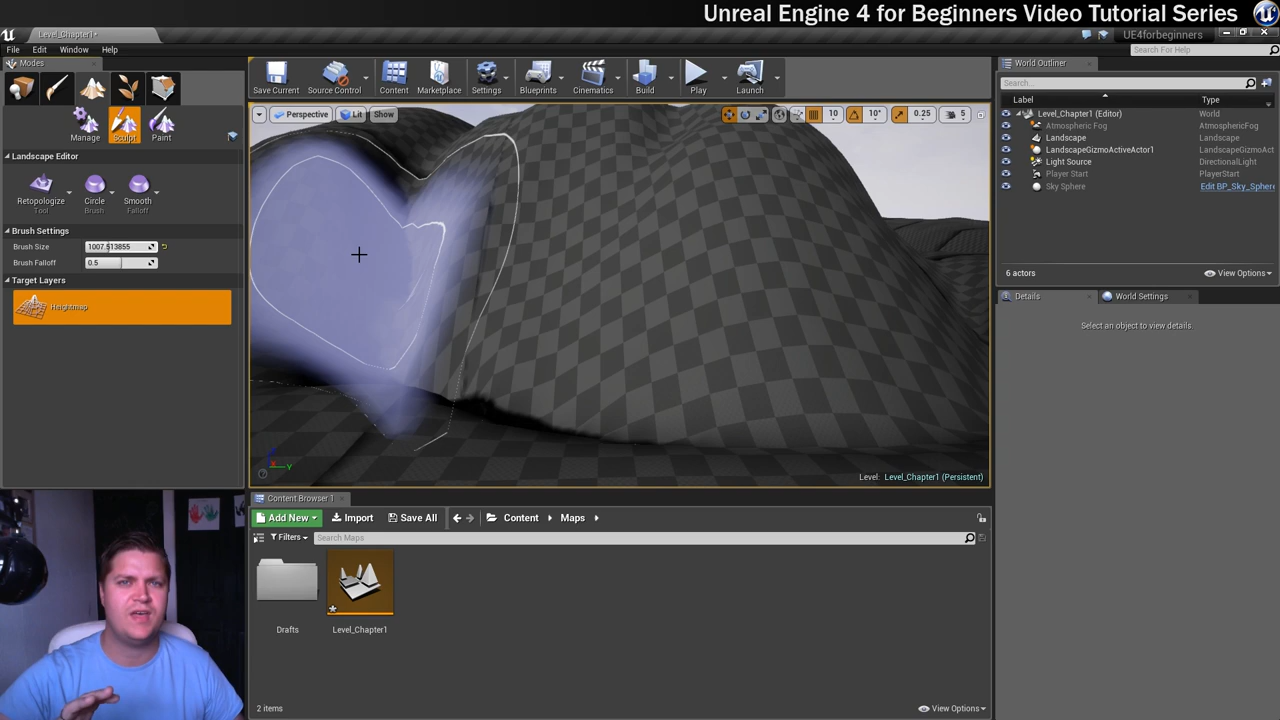 Unreal Engine 4 for Beginners Video Tutorial Series
Level_Chapter1*
UE4forbeginners
File Edit Window Help
Search For Help
Modes
Save Current
Source Control
Content
Marketplace
Settings
Blueprints
Cinematics
Build
Play
Launch
World Outliner
Search...
Label
Type
Level_Chapter1 (Editor) World
Atmospheric Fog AtmosphericFog
Landscape Landscape
LandscapeGizmoActiveActor1 LandscapeGizmoAct
Light Source DirectionalLight
Player Start PlayerStart
Sky Sphere Edit BP_Sky_Sphere
6 actors
View Options
Manage
Sculpt
Paint
Perspective
Lit
Show
10
10°
0.25
5
Landscape Editor
Retopologize
Tool
Circle
Brush
Smooth
Falloff
Brush Settings
Brush Size 1007.513855
Brush Falloff 0.5
Target Layers
Heightmap
Y
Level: Level_Chapter1 (Persistent)
Details
World Settings
Select an object to view details.
Content Browser 1
Add New
Import
Save All
Content
Maps
Filters
Search Maps
Drafts
Level_Chapter1
2 items
View Options